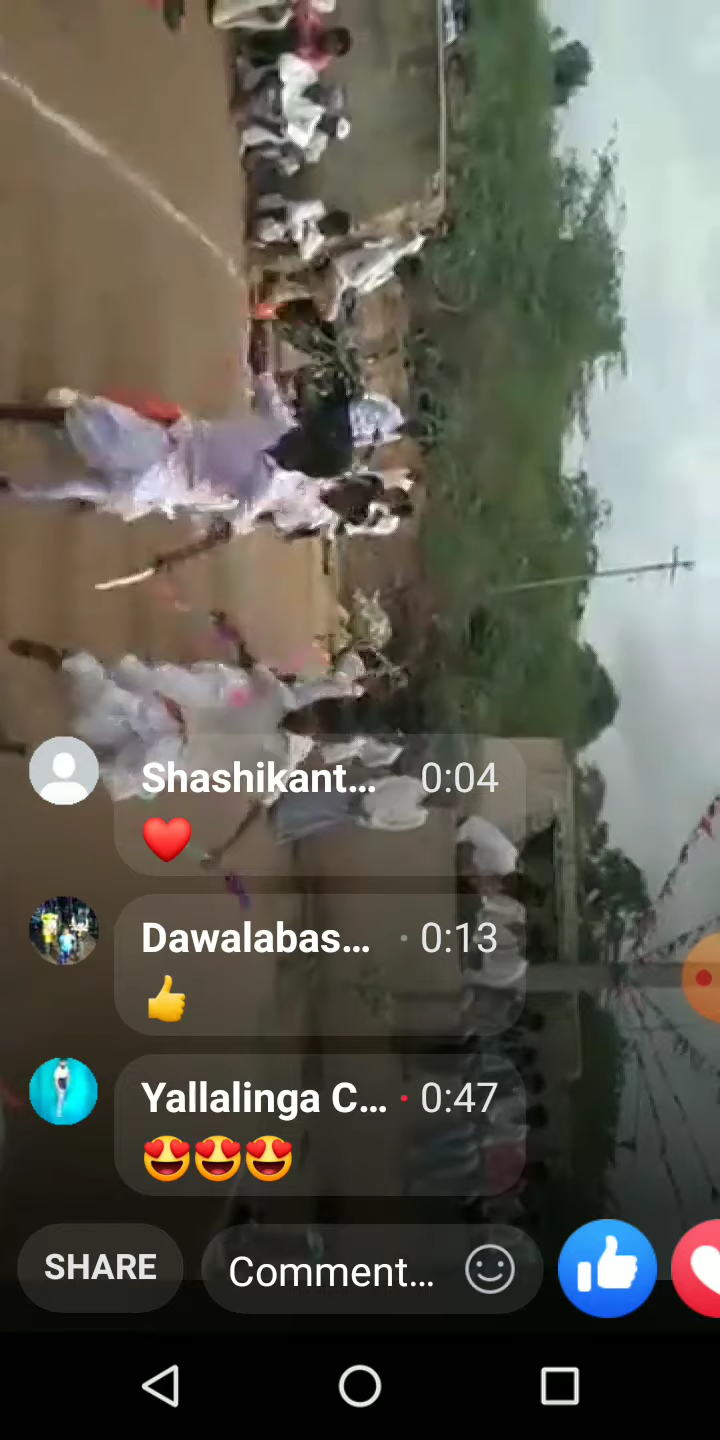 Shashikant... 0:04
❤️
Dawalabas... · 0:13
👍
Yallalinga C... · 0:47
😍😍😍
SHARE
Comment...